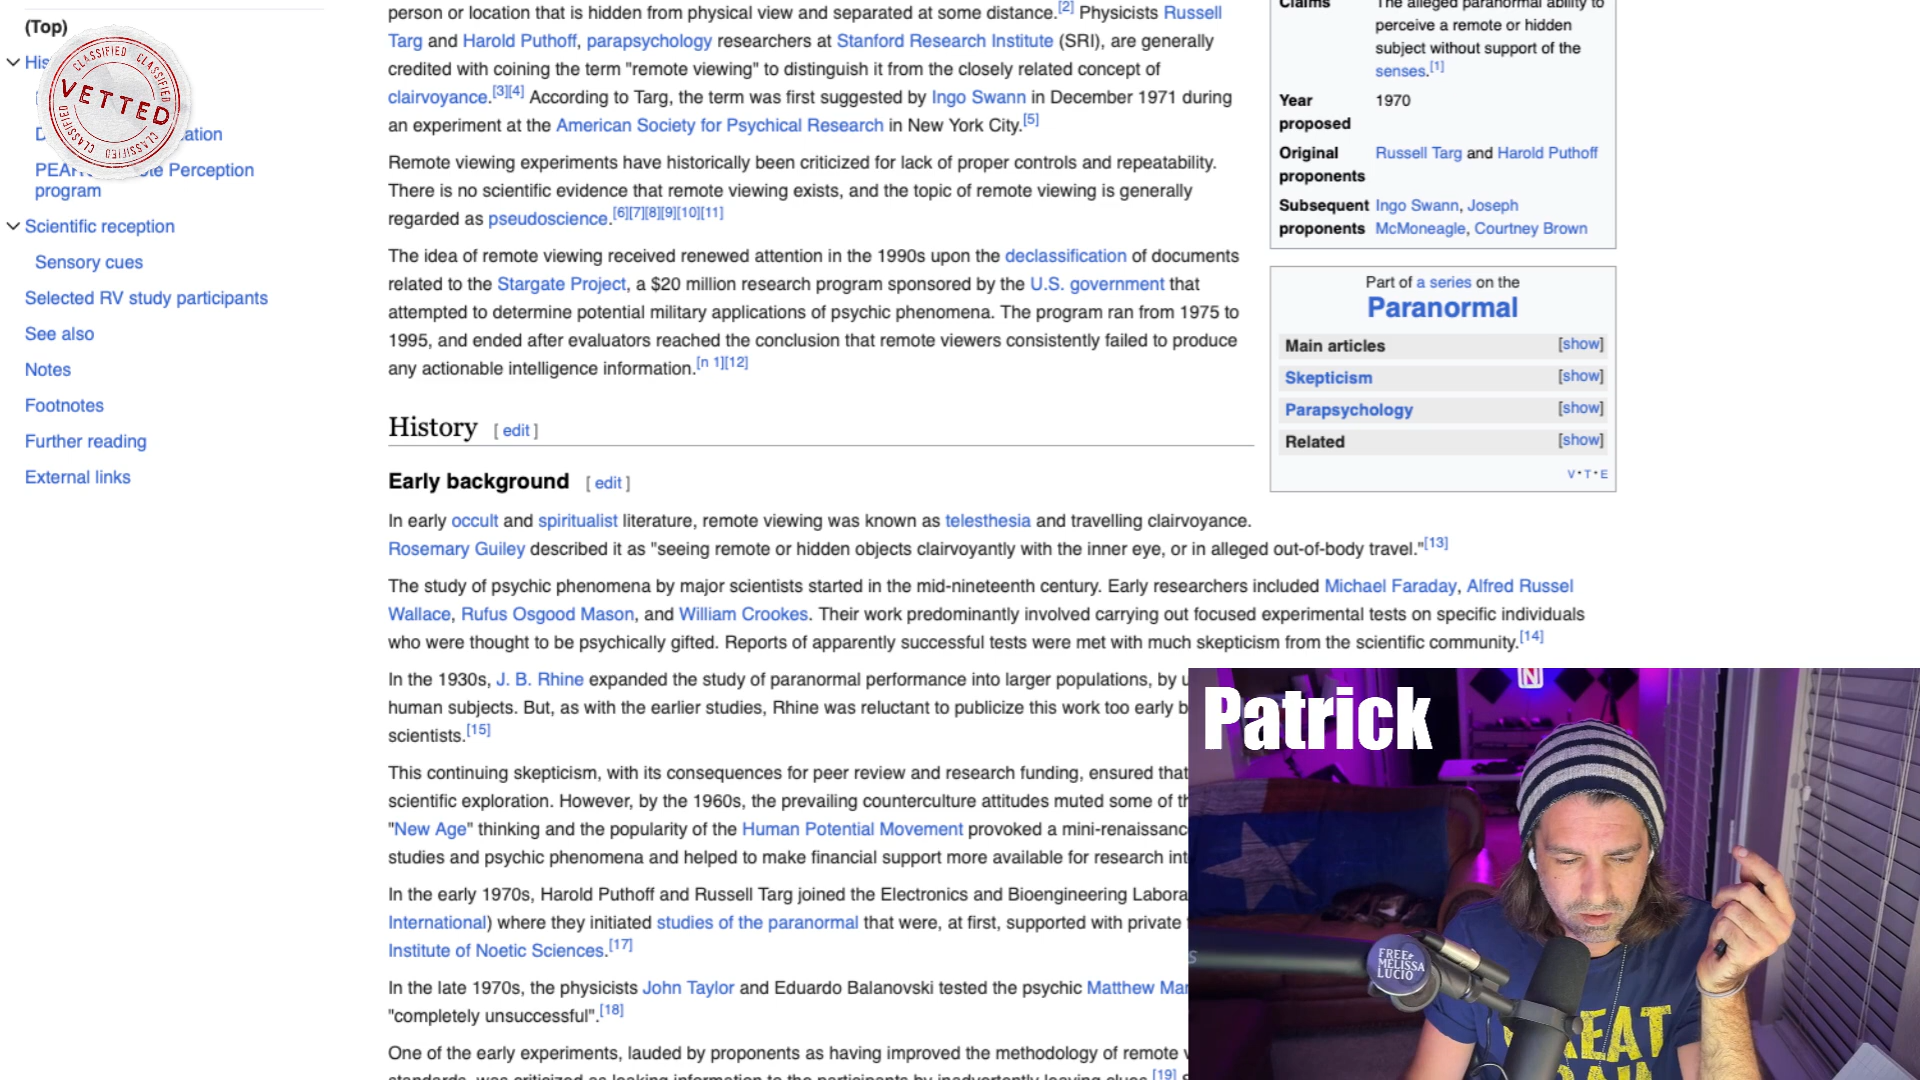 (Top)
CLASSIFIED CLASSIFIED
VETTED
CLASSIFIED CLASSIFIED
His
D
ation
PEAR
te Perception
program
Scientific reception
Sensory cues
Selected RV study participants
See also
Notes
Footnotes
Further reading
External links
person or location that is hidden from physical view and separated at some distance.[2] Physicists Russell
Targ and Harold Puthoff, parapsychology researchers at Stanford Research Institute (SRI), are generally
credited with coining the term "remote viewing" to distinguish it from the closely related concept of
clairvoyance.[3][4] According to Targ, the term was first suggested by Ingo Swann in December 1971 during
an experiment at the American Society for Psychical Research in New York City.[5]
Remote viewing experiments have historically been criticized for lack of proper controls and repeatability.
There is no scientific evidence that remote viewing exists, and the topic of remote viewing is generally
regarded as pseudoscience.[6][7][8][9][10][11]
The idea of remote viewing received renewed attention in the 1990s upon the declassification of documents
related to the Stargate Project, a $20 million research program sponsored by the U.S. government that
attempted to determine potential military applications of psychic phenomena. The program ran from 1975 to
1995, and ended after evaluators reached the conclusion that remote viewers consistently failed to produce
any actionable intelligence information.[n 1][12]
History [ edit ]
Early background [ edit ]
In early occult and spiritualist literature, remote viewing was known as telesthesia and travelling clairvoyance.
Rosemary Guiley described it as "seeing remote or hidden objects clairvoyantly with the inner eye, or in alleged out-of-body travel."[13]
The study of psychic phenomena by major scientists started in the mid-nineteenth century. Early researchers included Michael Faraday, Alfred Russel
Wallace, Rufus Osgood Mason, and William Crookes. Their work predominantly involved carrying out focused experimental tests on specific individuals
who were thought to be psychically gifted. Reports of apparently successful tests were met with much skepticism from the scientific community.[14]
In the 1930s, J. B. Rhine expanded the study of paranormal performance into larger populations, by u
human subjects. But, as with the earlier studies, Rhine was reluctant to publicize this work too early b
scientists.[15]
This continuing skepticism, with its consequences for peer review and research funding, ensured that
scientific exploration. However, by the 1960s, the prevailing counterculture attitudes muted some of th
"New Age" thinking and the popularity of the Human Potential Movement provoked a mini-renaissanc
studies and psychic phenomena and helped to make financial support more available for research int
In the early 1970s, Harold Puthoff and Russell Targ joined the Electronics and Bioengineering Labora
International) where they initiated studies of the paranormal that were, at first, supported with private
Institute of Noetic Sciences.[17]
In the late 1970s, the physicists John Taylor and Eduardo Balanovski tested the psychic Matthew Man
"completely unsuccessful".[18]
One of the early experiments, lauded by proponents as having improved the methodology of remote v
standards, was criticized as leaking information to the participants by inadvertently leaving clues.[19] S
Claims The alleged paranormal ability to
perceive a remote or hidden
subject without support of the
senses.[1]
Year 1970
proposed
Original Russell Targ and Harold Puthoff
proponents
Subsequent Ingo Swann, Joseph
proponents McMoneagle, Courtney Brown
Part of a series on the
Paranormal
Main articles [show]
Skepticism [show]
Parapsychology [show]
Related [show]
V·T·E
Patrick
N
FREE
MELISSA
LUCIO